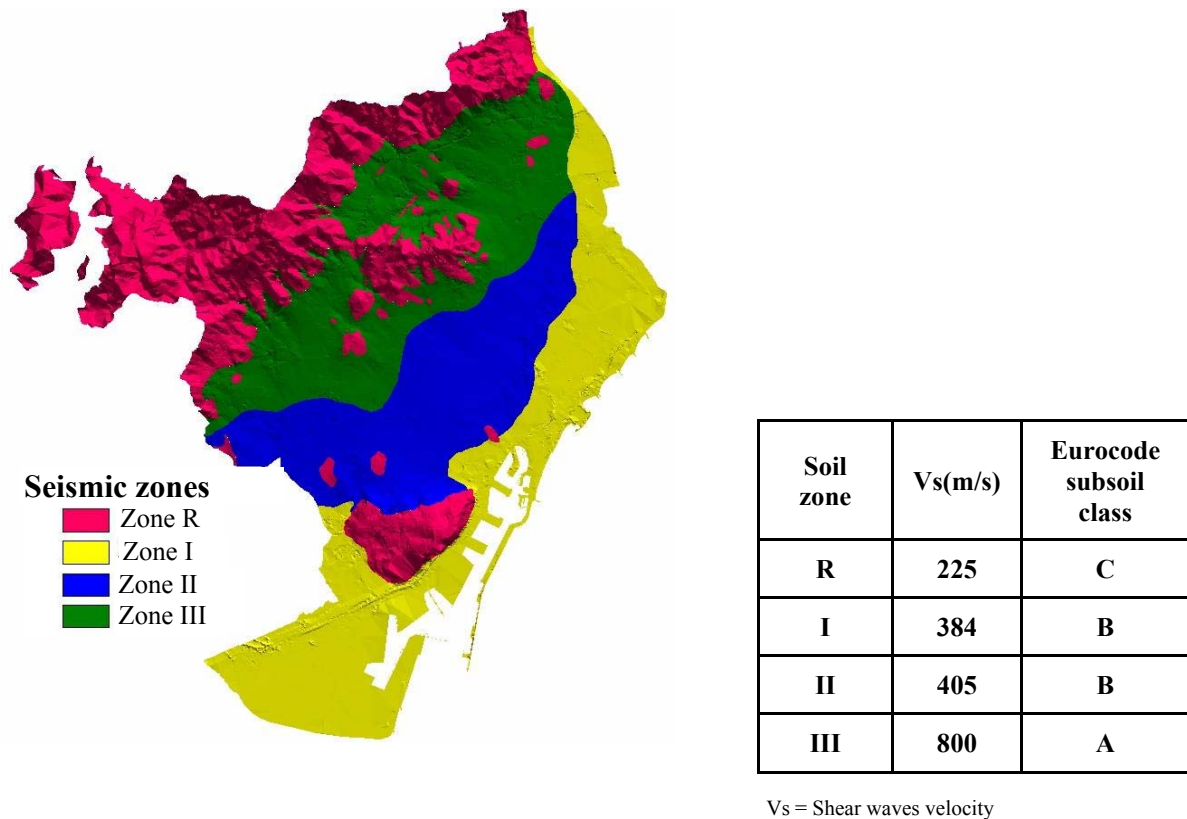 Seismic zones
Zone R
Zone I
Zone II
Zone III
Soil
zone
Vs(m/s)
Eurocode
subsoil
class
R 225 C
I 384 B
II 405 B
III 800 A
Vs = Shear waves velocity